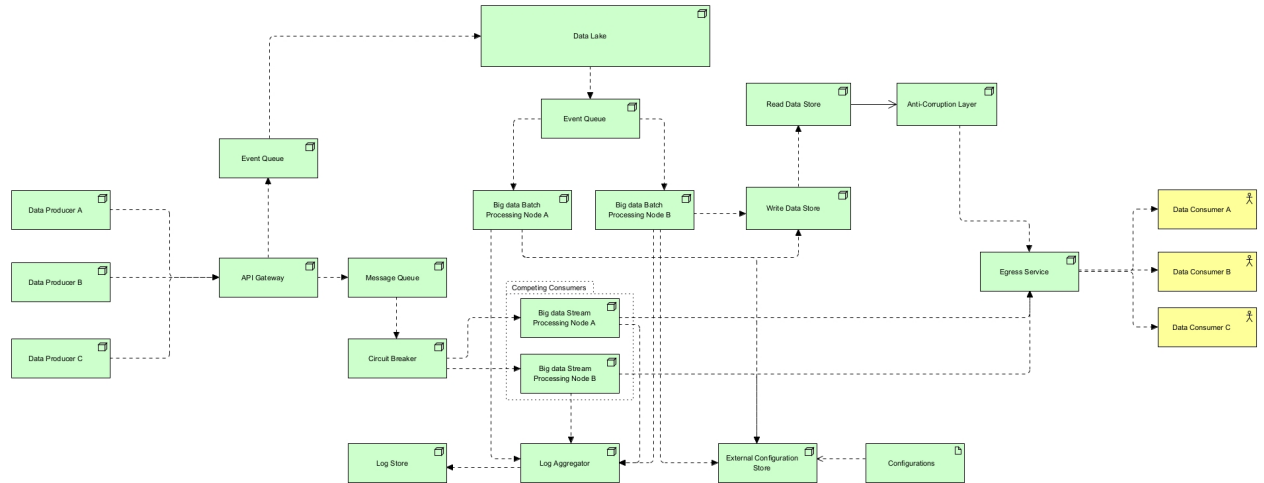 Data Lake
Read Data Store
Anti-Corruption Layer
Event Queue
Event Queue
Data Producer A
Big data Batch
Processing Node A
Big data Batch
Processing Node B
Write Data Store
Data Consumer A
Data Producer B
API Gateway
Message Queue
Egress Service
Data Consumer B
Competing Consumers
Big data Stream
Processing Node A
Data Consumer C
Data Producer C
Circuit Breaker
Big data Stream
Processing Node B
Log Store
Log Aggregator
External Configuration
Store
Configurations